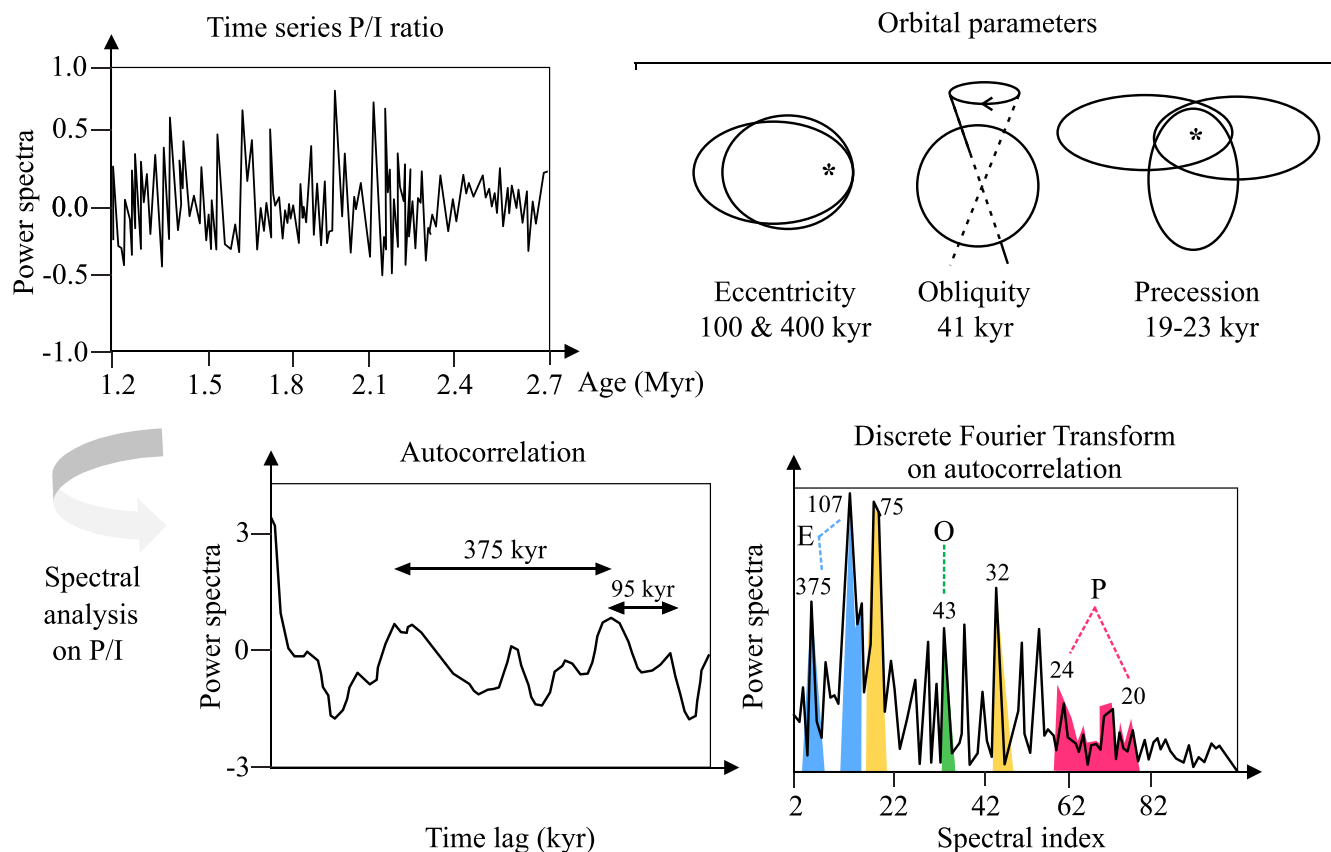 Time series P/I ratio
Power spectra
1.0
0.5
0.0
-0.5
-1.0
1.2
1.5
1.8
2.1
2.4
2.7
Age (Myr)
Orbital parameters
*
*
Eccentricity
100 & 400 kyr
Obliquity
41 kyr
Precession
19-23 kyr
Spectral
analysis
on P/I
Autocorrelation
Power spectra
3
0
-3
375 kyr
95 kyr
Time lag (kyr)
Discrete Fourier Transform
on autocorrelation
Power spectra
107
75
E
O
375
43
32
P
24
20
2
22
42
62
82
Spectral index